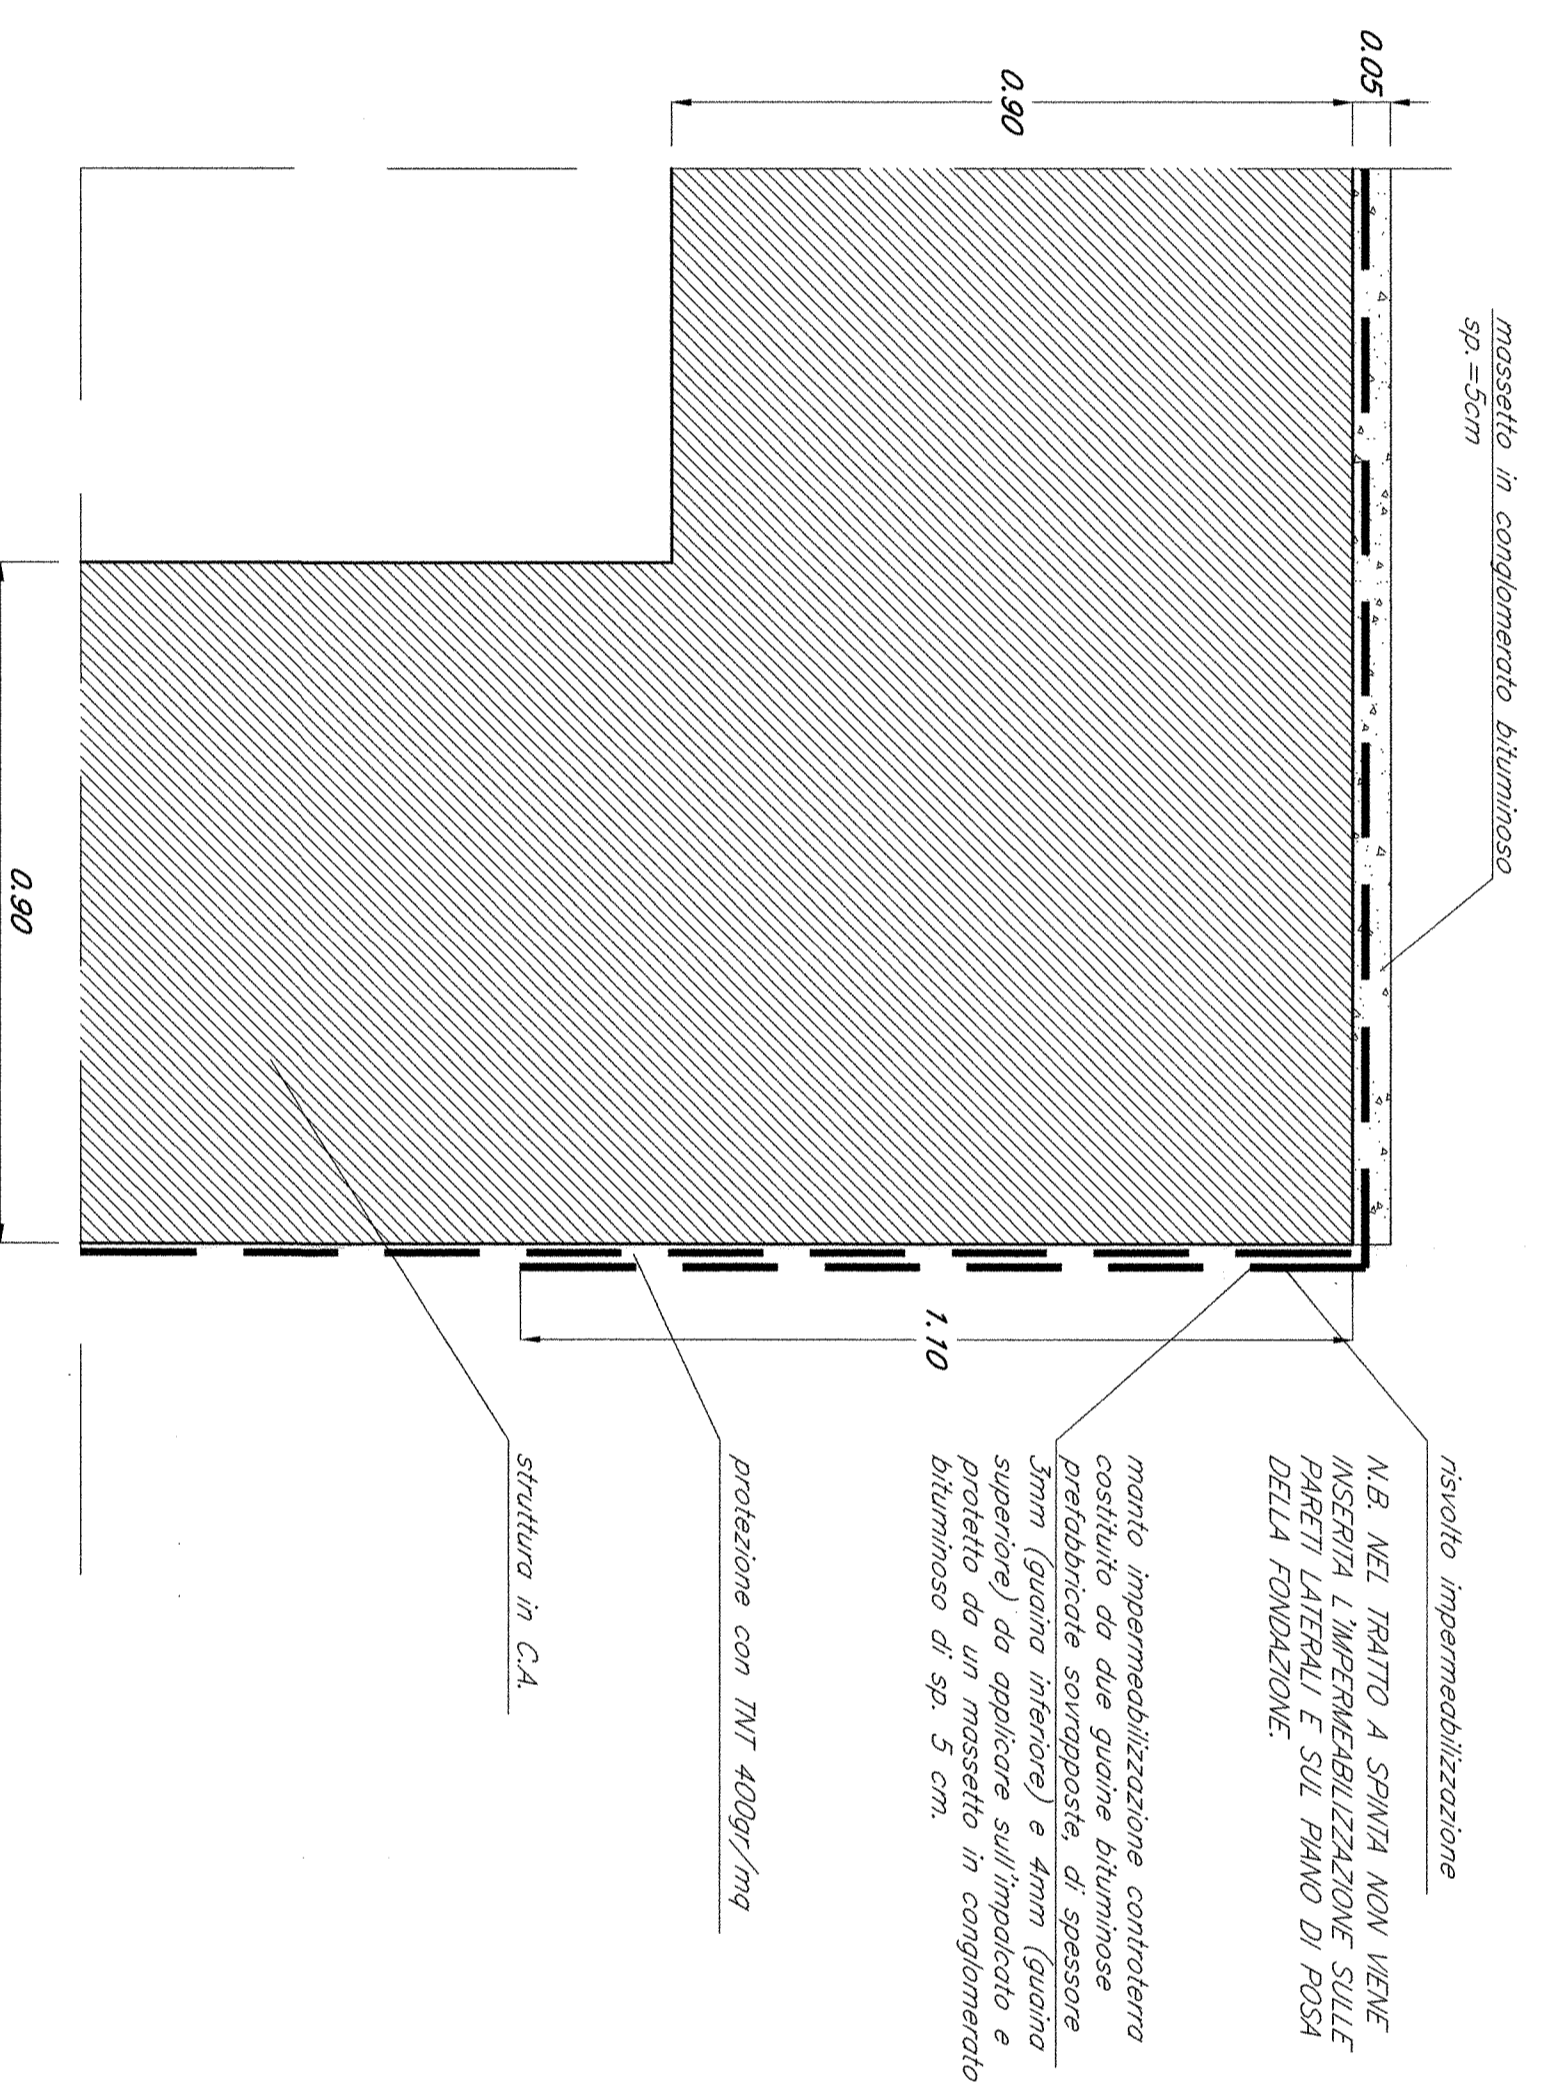 massetto in conglomerato bituminoso
sp.=5cm
0.05
0.90
risvolto impermeabilizzazione
N.B. NEL TRATTO A SPINTA NON VIENE
INSERITA L'IMPERMEABILIZZAZIONE SULLE
PARETI LATERALI E SUL PIANO DI POSA
DELLA FONDAZIONE.
manto impermeabilizzazione controterra
costituito da due guaine bituminose
prefabbricate sovrapposte, di spessore
3mm (guaina inferiore) e 4mm (guaina
superiore) da applicare sull'impalcato e
protetto da un massetto in conglomerato
bituminoso di sp. 5 cm.
1.10
protezione con TNT 400gr/mq
struttura in C.A.
0.90